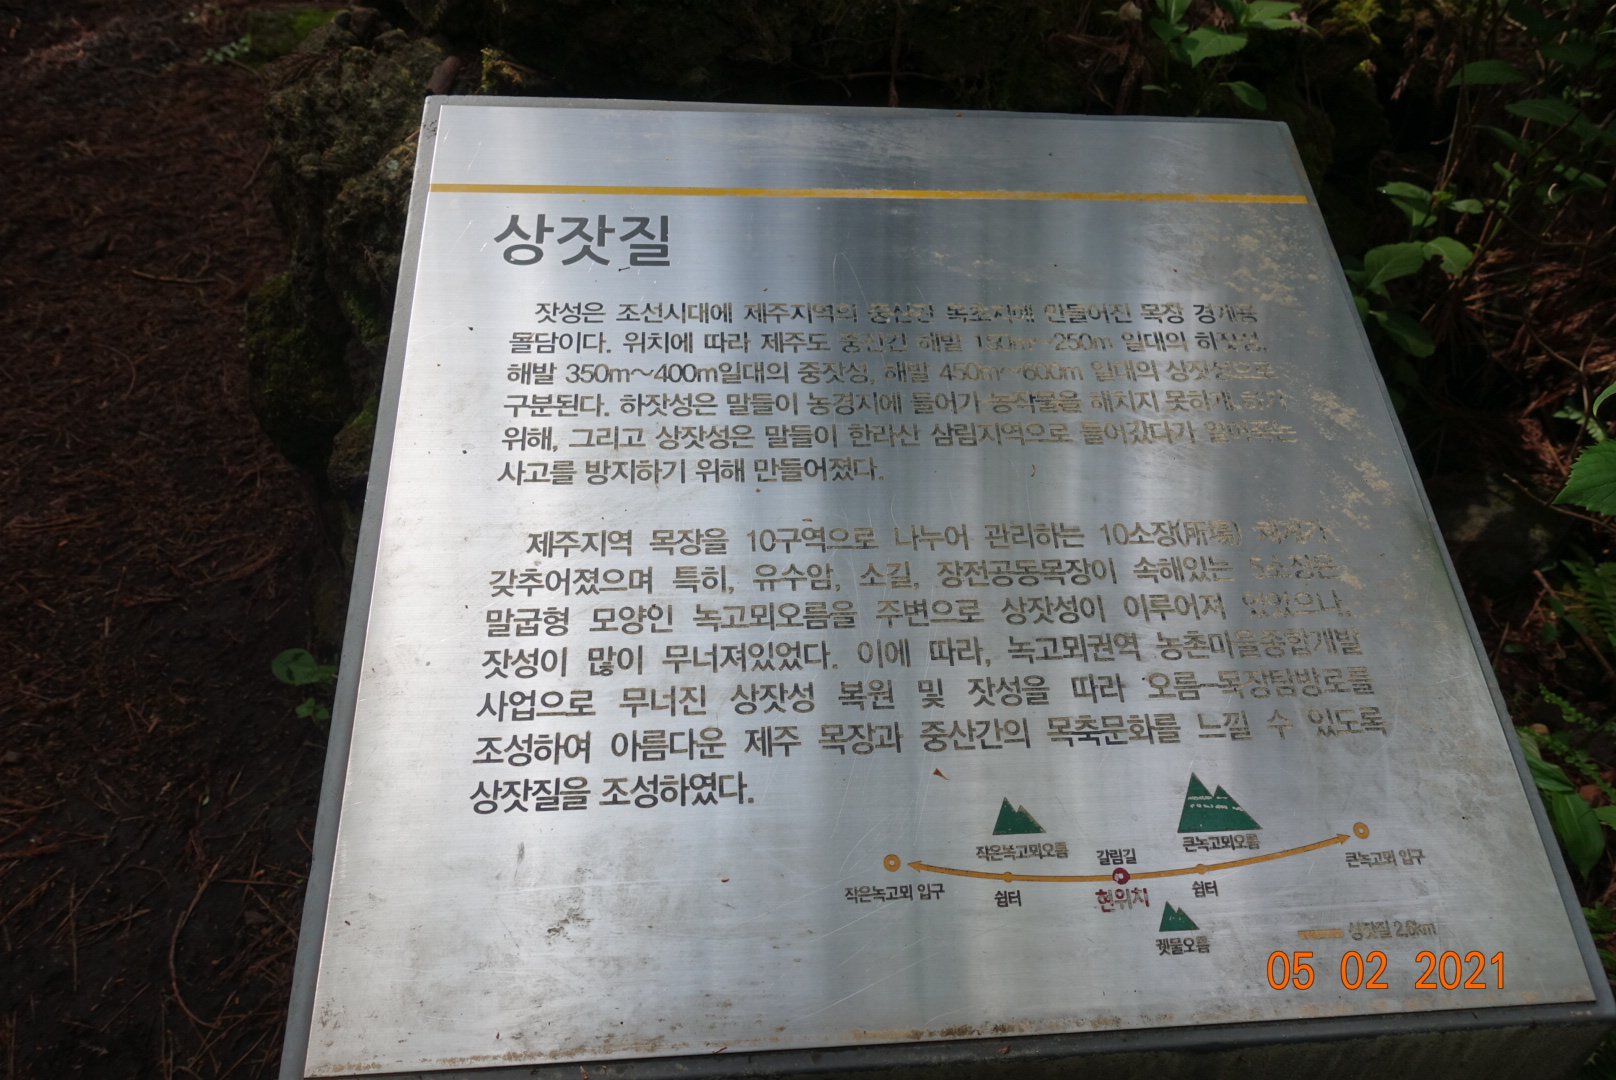 상잣질
잣성은 조선시대에 제주지역의 중산간 목초지에 만들어진 목장 경계용
돌담이다. 위치에 따라 제주도 중산간 해발 150m~250m 일대의 하잣성,
해발 350m~400m일대의 중잣성, 해발 450m~600m 일대의 상잣성으로
구분된다. 하잣성은 말들이 농경지에 들어가 농작물을 해치지 못하게 하기
위해, 그리고 상잣성은 말들이 한라산 삼림지역으로 들어갔다가
사고를 방지하기 위해 만들어졌다.
제주지역 목장을 10구역으로 나누어 관리하는 10소장(所場) 체계가
갖추어졌으며 특히, 유수암, 소길, 장전공동목장이 속해있는 5소장은
말굽형 모양인 녹고뫼오름을 주변으로 상잣성이 이루어져 있었으나,
잣성이 많이 무너져있었다. 이에 따라, 녹고뫼권역 농촌마을종합개발
사업으로 무너진 상잣성 복원 및 잣성을 따라 오름-목장탐방로를
조성하여 아름다운 제주 목장과 중산간의 목축문화를 느낄 수 있도록
상잣질을 조성하였다.
작은녹고뫼오름 갈림길 큰녹고뫼오름
작은녹고뫼 입구 쉼터 현위치 쉼터 큰녹고뫼 입구
궷물오름
상잣질 2.6km
05 02 2021